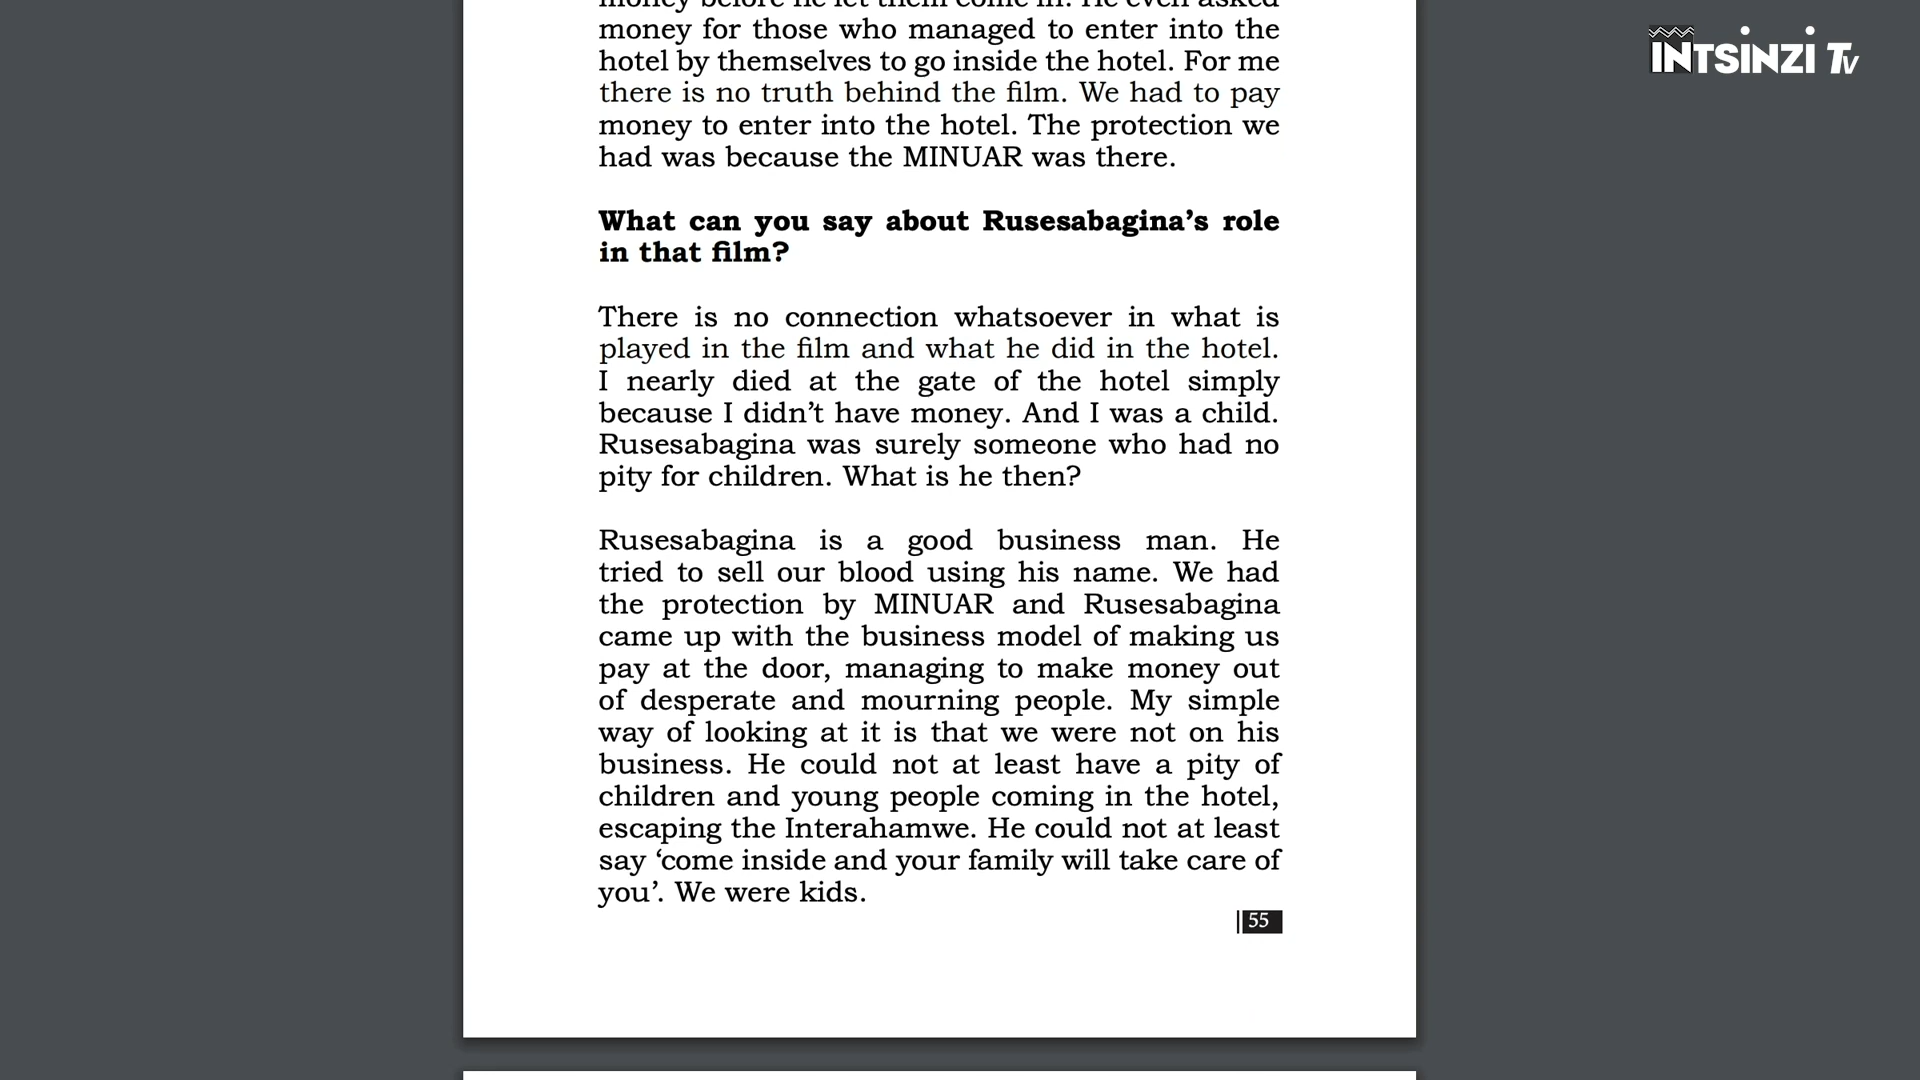 money before he let them come in. He even asked
money for those who managed to enter into the
hotel by themselves to go inside the hotel. For me
there is no truth behind the film. We had to pay
money to enter into the hotel. The protection we
had was because the MINUAR was there.
What can you say about Rusesabagina’s role
in that film?
There is no connection whatsoever in what is
played in the film and what he did in the hotel.
I nearly died at the gate of the hotel simply
because I didn’t have money. And I was a child.
Rusesabagina was surely someone who had no
pity for children. What is he then?
Rusesabagina is a good business man. He
tried to sell our blood using his name. We had
the protection by MINUAR and Rusesabagina
came up with the business model of making us
pay at the door, managing to make money out
of desperate and mourning people. My simple
way of looking at it is that we were not on his
business. He could not at least have a pity of
children and young people coming in the hotel,
escaping the Interahamwe. He could not at least
say ‘come inside and your family will take care of
you’. We were kids.
55
INTSINZI TV